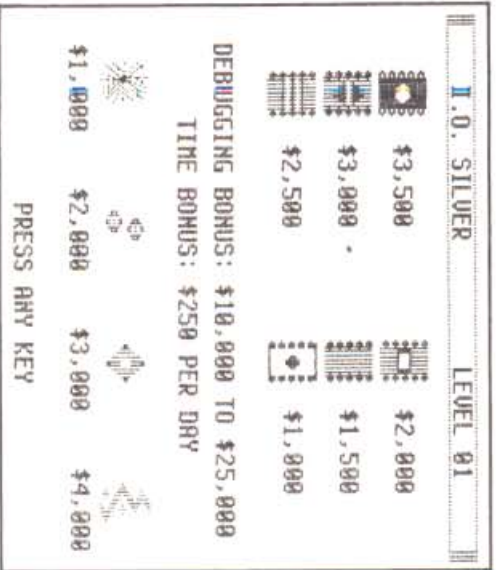 I.O. SILVER LEVEL 01
$3,500 $2,000
$3,000 $1,500
$2,500 $1,000
DEBUGGING BONUS: $10,000 TO $25,000
TIME BONUS: $250 PER DAY
$1,000 $2,000 $3,000 $4,000
PRESS ANY KEY